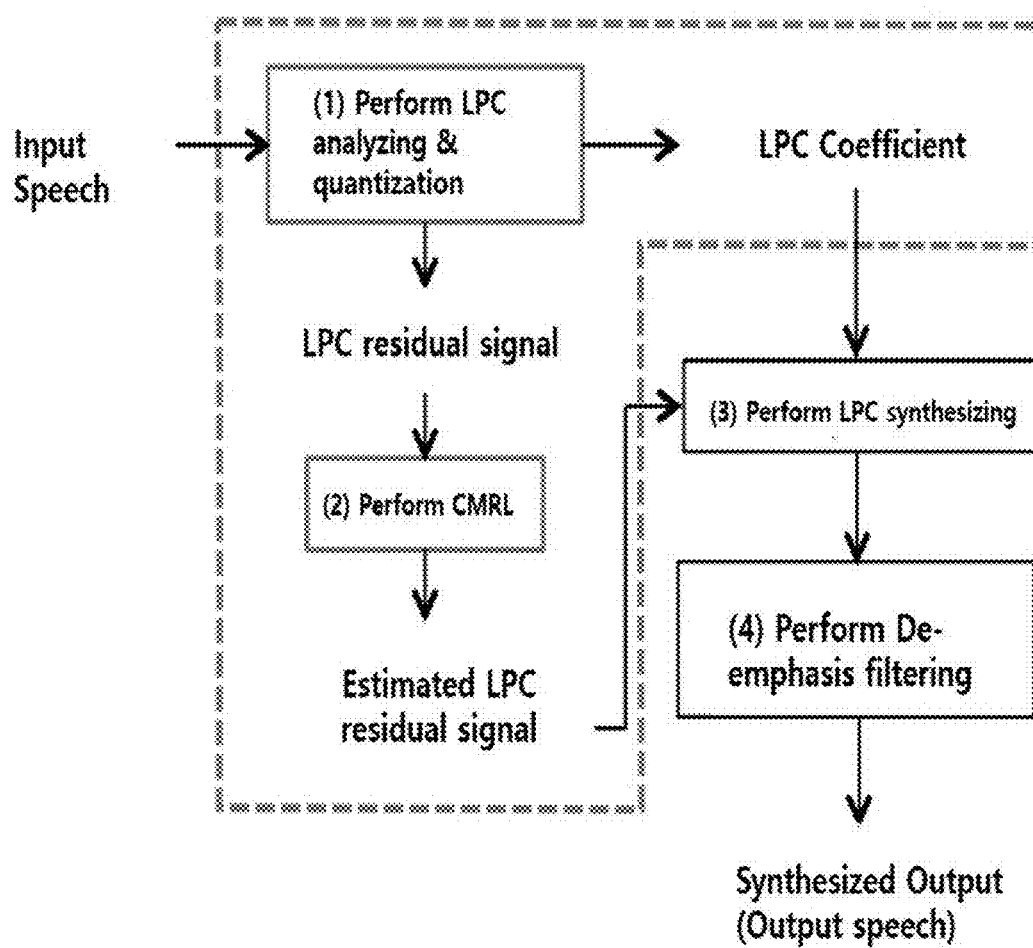 Input
Speech
(1) Perform LPC
analyzing &
quantization
LPC Coefficient
LPC residual signal
(2) Perform CMRL
Estimated LPC
residual signal
(3) Perform LPC synthesizing
(4) Perform De-
emphasis filtering
Synthesized Output
(Output speech)